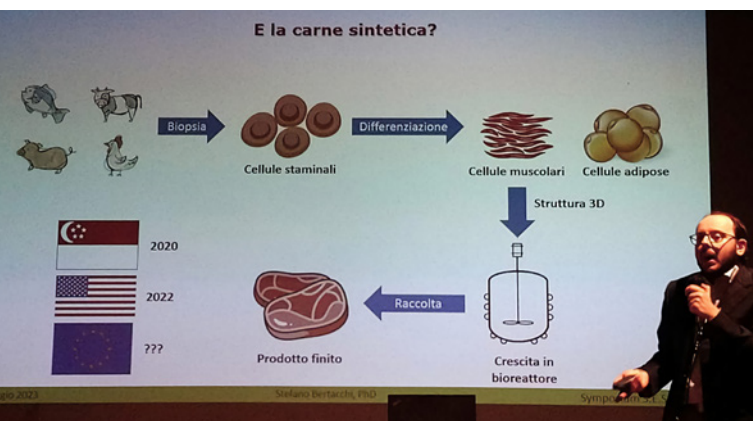 E la carne sintetica?
Biopsia
Differenziazione
Cellule staminali
Cellule muscolari
Cellule adipose
Struttura 3D
2020
2022
???
Raccolta
Prodotto finito
Crescita in
bioreattore
2023
Stefano Bertacchi, PhD